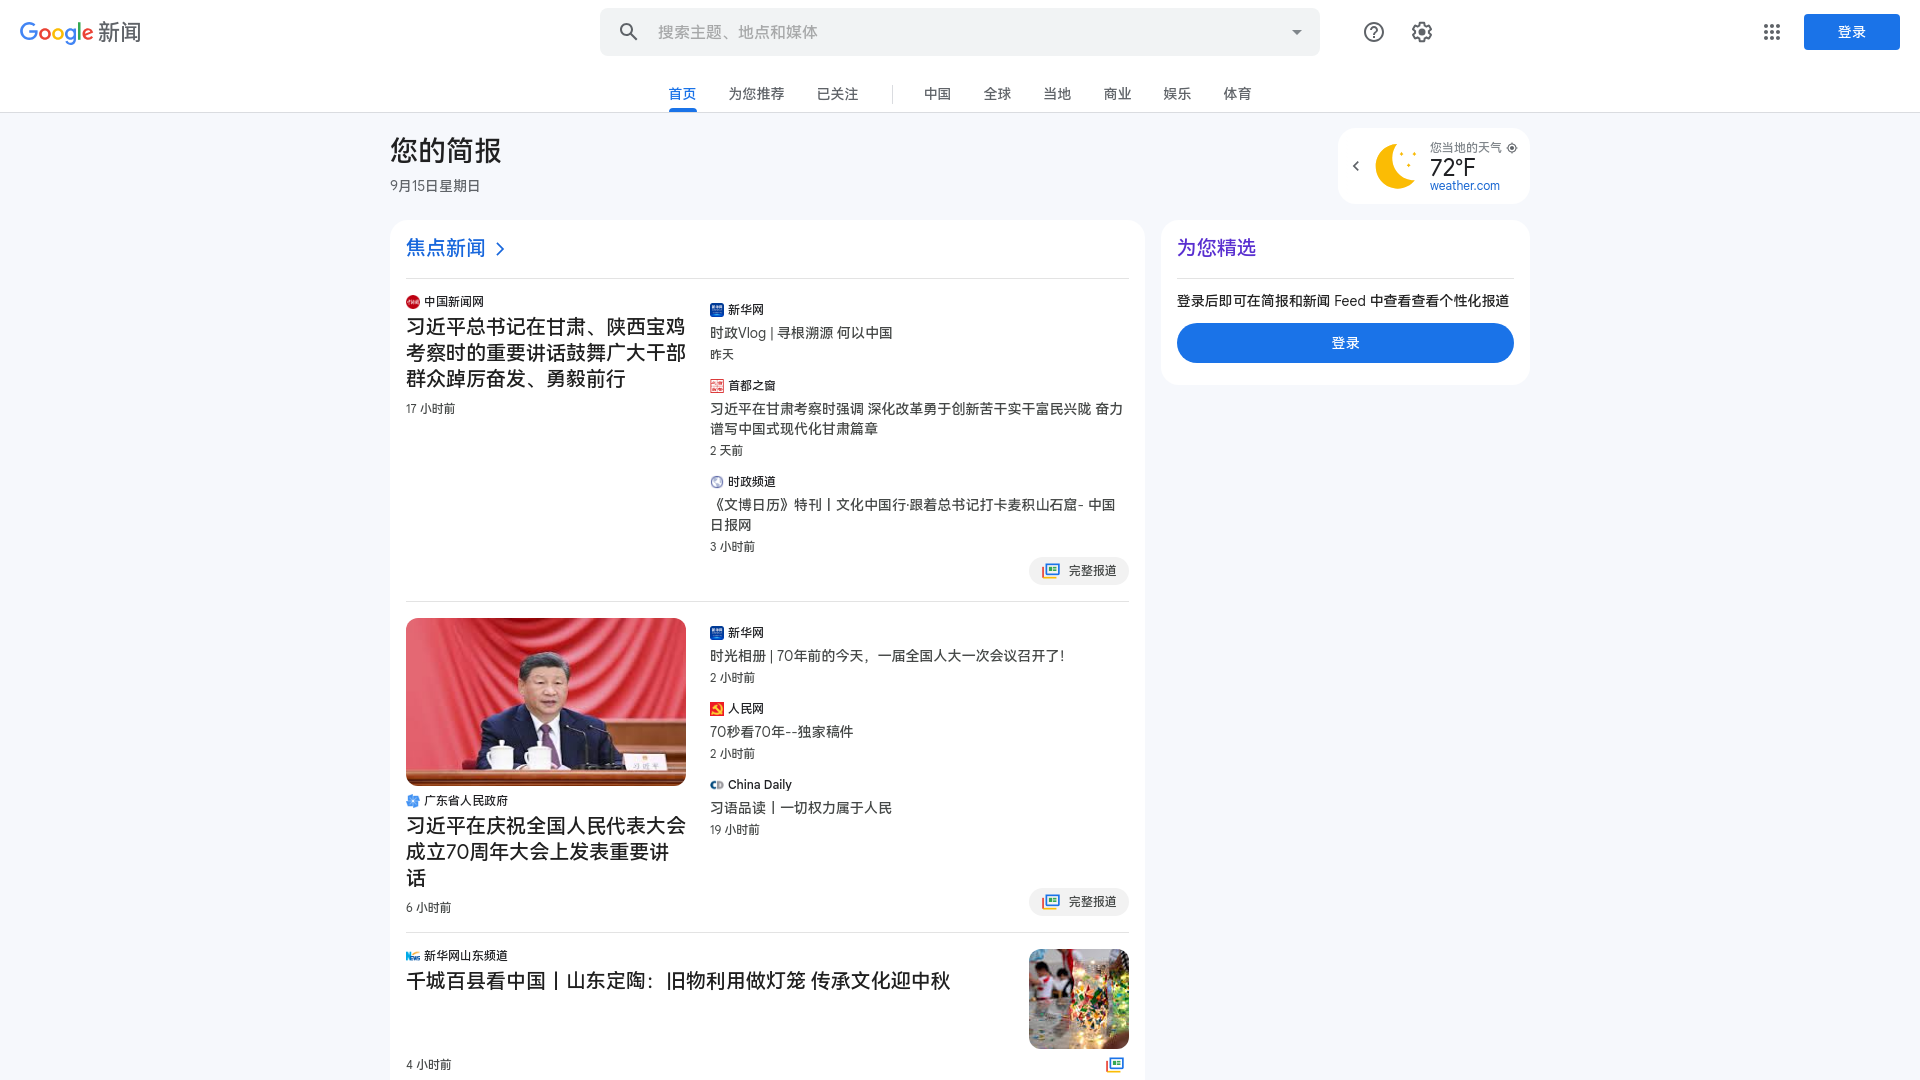 Google 新闻
搜索主题、地点和媒体
登录
首页
为您推荐
已关注
中国
全球
当地
商业
娱乐
体育
您的简报
9月15日星期日
您当地的天气
72°F
weather.com
焦点新闻
中国新闻网
习近平总书记在甘肃、陕西宝鸡
考察时的重要讲话鼓舞广大干部
群众踔厉奋发、勇毅前行
17 小时前
新华网
时政Vlog | 寻根溯源 何以中国
昨天
首都之窗
习近平在甘肃考察时强调 深化改革勇于创新苦干实干富民兴陇 奋力
谱写中国式现代化甘肃篇章
2 天前
时政频道
《文博日历》特刊丨文化中国行·跟着总书记打卡麦积山石窟- 中国
日报网
3 小时前
完整报道
广东省人民政府
习近平在庆祝全国人民代表大会
成立70周年大会上发表重要讲
话
6 小时前
新华网
时光相册 | 70年前的今天，一届全国人大一次会议召开了！
2 小时前
人民网
70秒看70年--独家稿件
2 小时前
China Daily
习语品读丨一切权力属于人民
19 小时前
完整报道
新华网山东频道
千城百县看中国丨山东定陶：旧物利用做灯笼 传承文化迎中秋
4 小时前
为您精选
登录后即可在简报和新闻 Feed 中查看查看个性化报道
登录